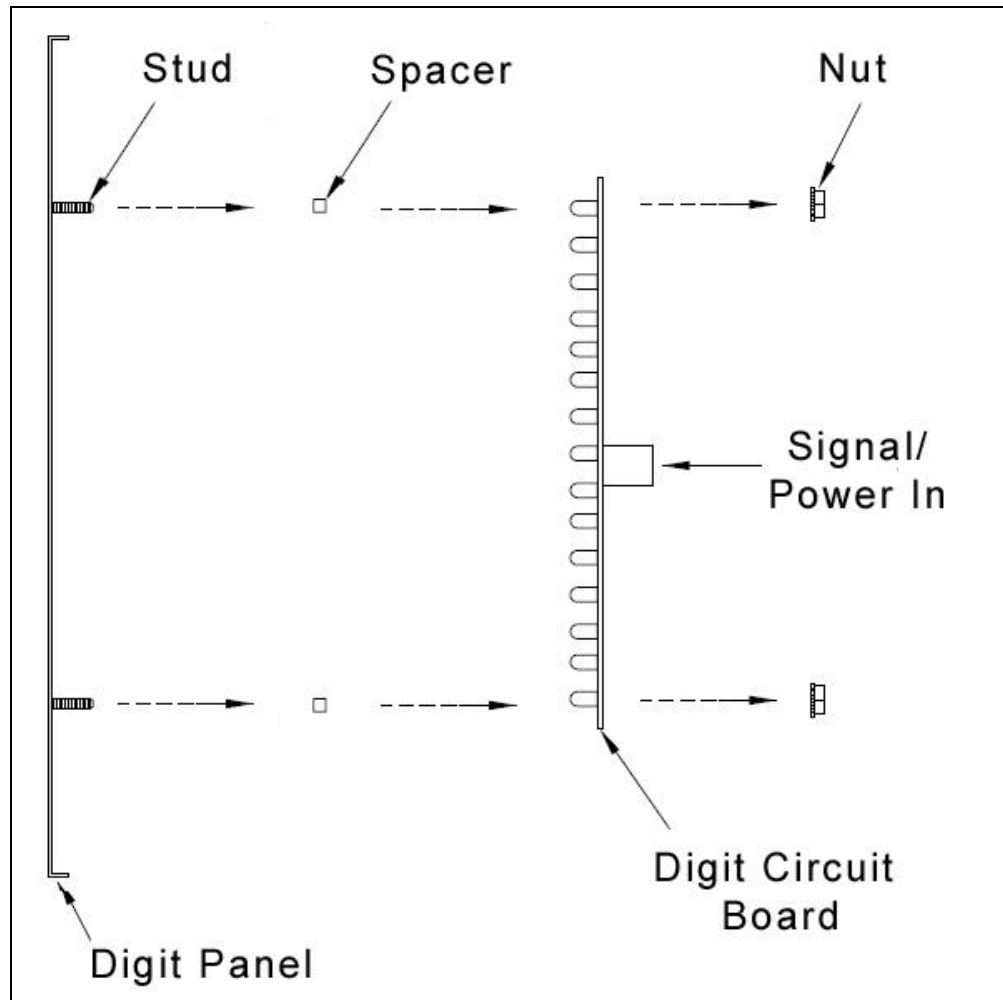 Stud
Spacer
Nut
Signal/
Power In
Digit Circuit
Board
Digit Panel